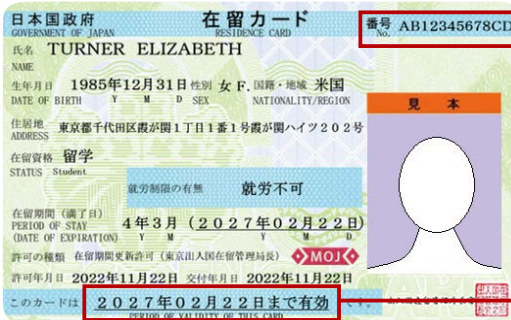 日本国政府 在留カード 番号 AB12345678CD
GOVERNMENT OF JAPAN RESIDENCE CARD No.
氏名 TURNER ELIZABETH
NAME
生年月日 1985年12月31日 性別 女 F. 国籍・地域 米国
DATE OF BIRTH Y M D SEX NATIONALITY/REGION
見 本
住居地 東京都千代田区霞が関1丁目1番1号霞が関ハイツ202号
ADDRESS
在留資格 留学
STATUS Student
就労制限の有無 就労不可
在留期間(満了日) 4年3月(2027年02月22日)
PERIOD OF STAY
(DATE OF EXPIRATION) Y M Y M D
許可の種類 在留期間更新許可(東京出入国在留管理局長) MOJ
許可年月日 2022年11月22日 交付年月日 2022年11月22日
このカードは 2027年02月22日まで有効 です。
PERIOD OF VALIDITY OF THIS CARD